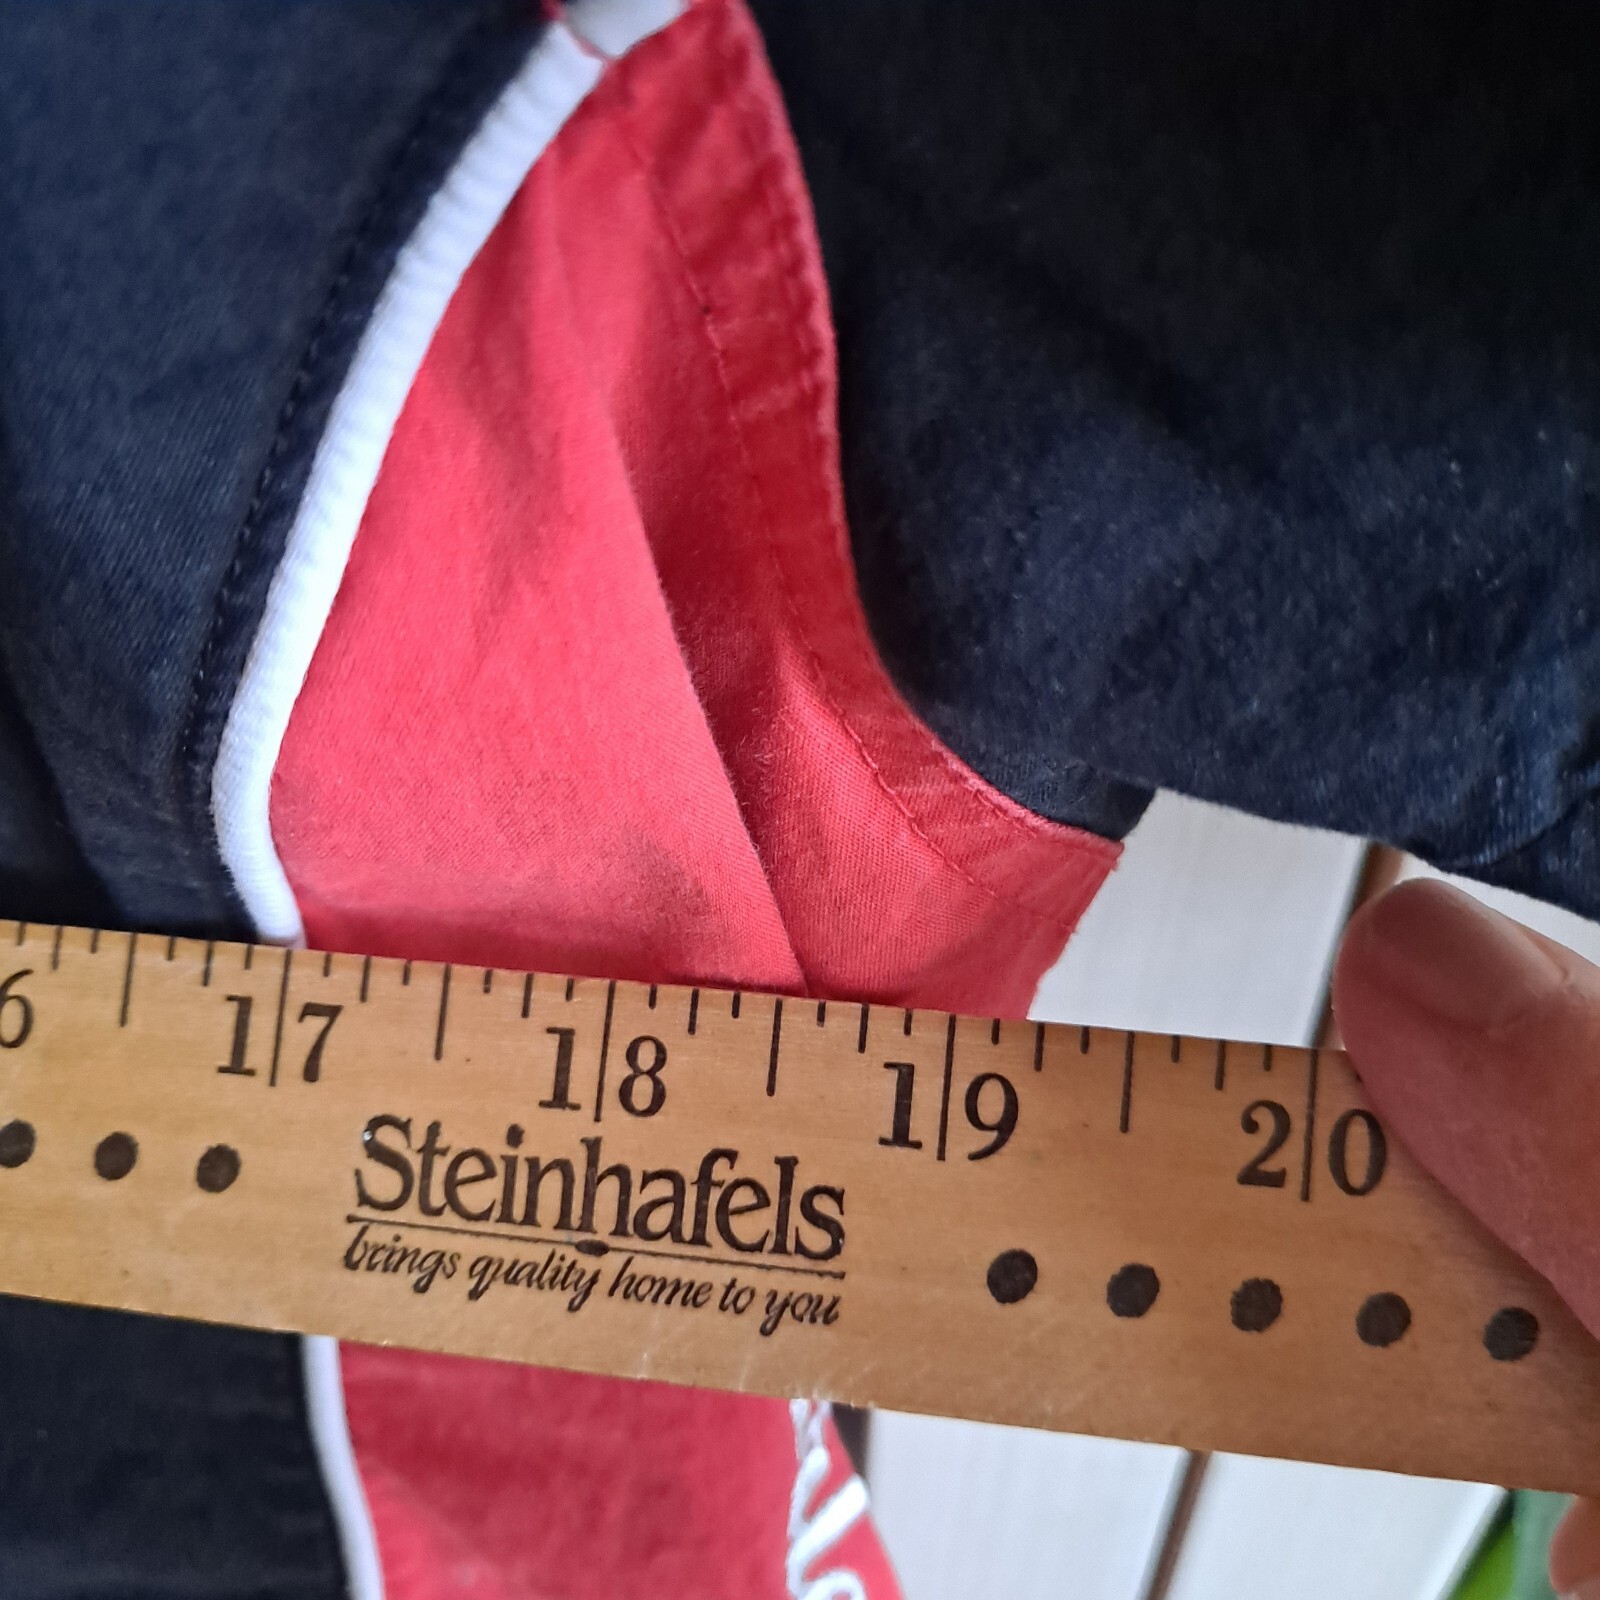 6 17 18 19 20
Steinhafels
brings quality home to you